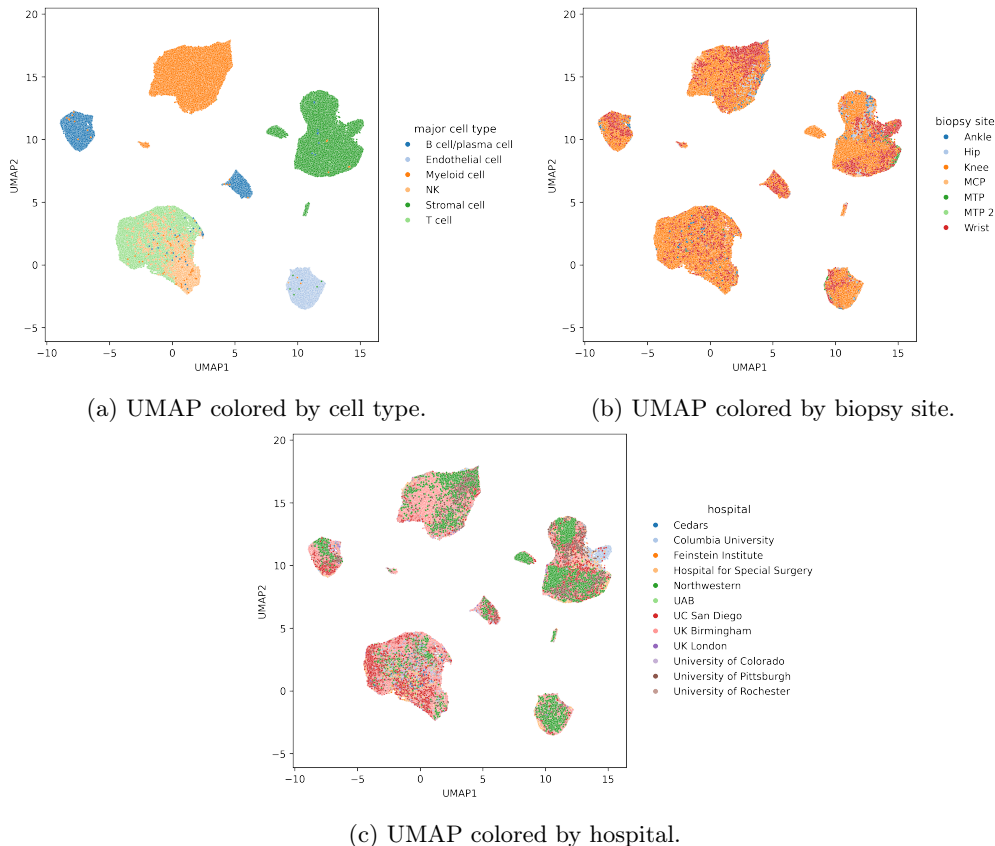 20
15
10
5
0
−5
UMAP2
−10
−5
0
5
10
15
UMAP1
major cell type
B cell/plasma cell
Endothelial cell
Myeloid cell
NK
Stromal cell
T cell
(a) UMAP colored by cell type.
20
15
10
5
0
−5
UMAP2
−10
−5
0
5
10
15
UMAP1
biopsy site
Ankle
Hip
Knee
MCP
MTP
MTP 2
Wrist
(b) UMAP colored by biopsy site.
20
15
10
5
0
−5
UMAP2
−10
−5
0
5
10
15
UMAP1
hospital
Cedars
Columbia University
Feinstein Institute
Hospital for Special Surgery
Northwestern
UAB
UC San Diego
UK Birmingham
UK London
University of Colorado
University of Pittsburgh
University of Rochester
(c) UMAP colored by hospital.